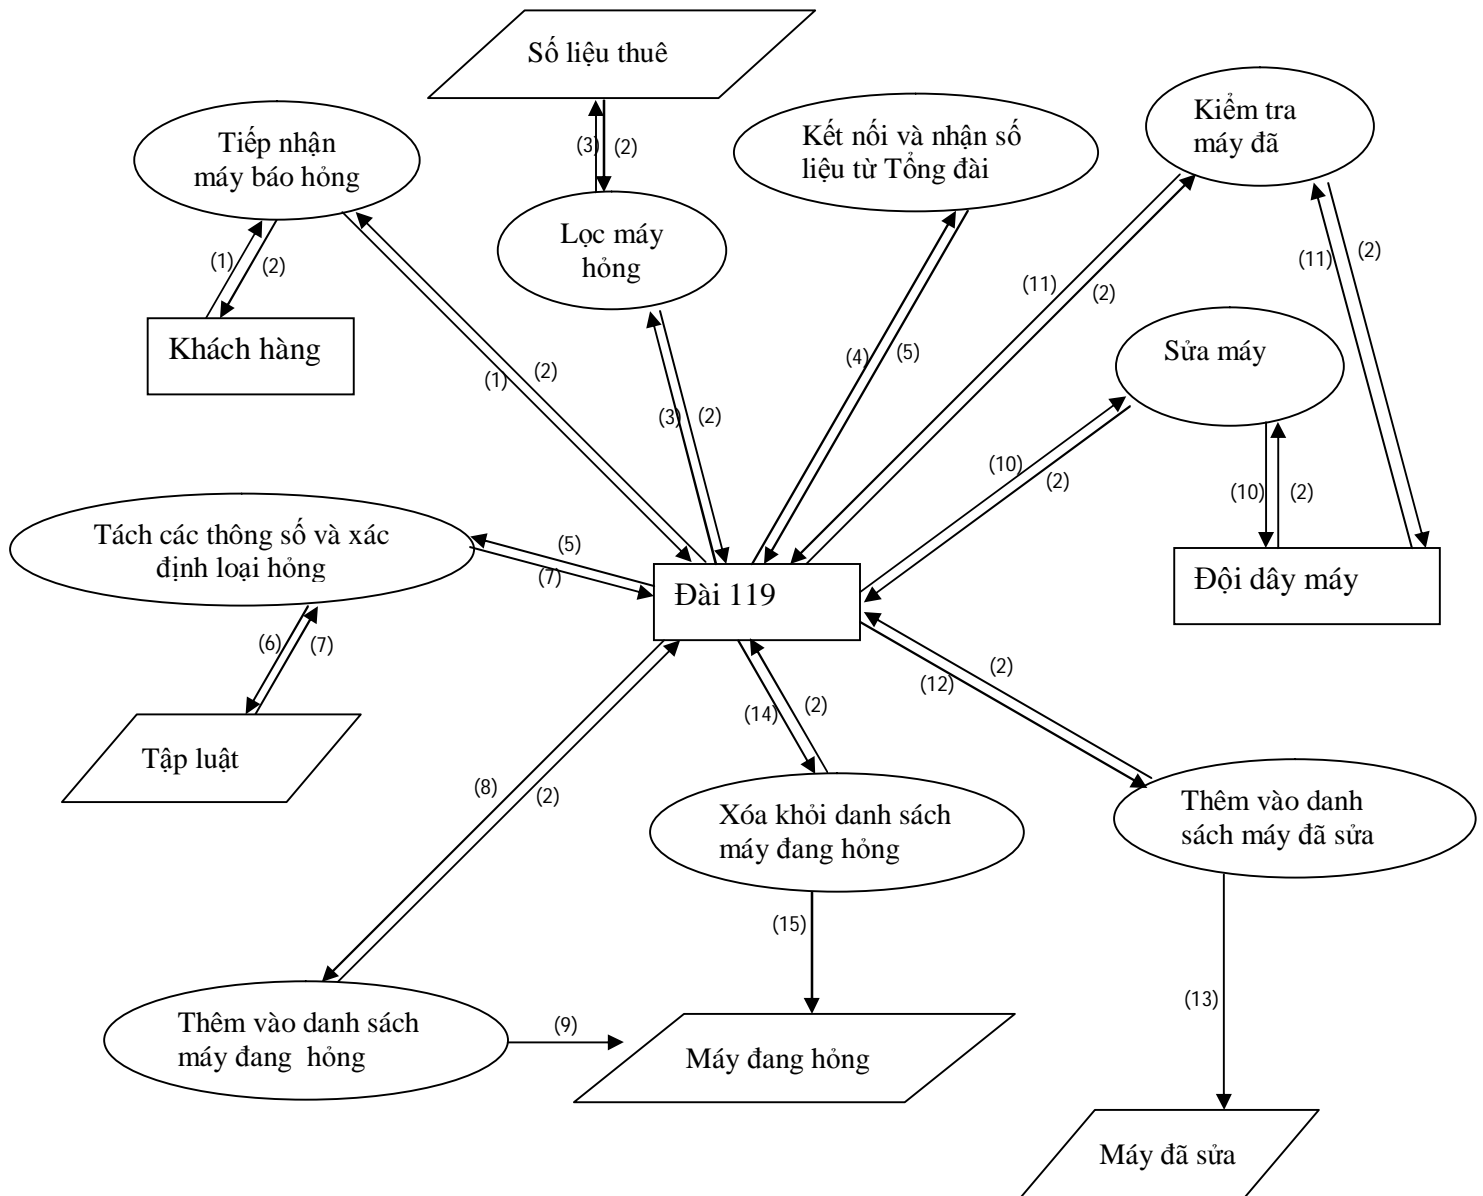 Số liệu thuê
Tiếp nhận
máy báo hỏng
(3)
(2)
Kết nối và nhận số
liệu từ Tổng đài
Kiểm tra
máy đã
Lọc máy
hỏng
(1)
(2)
Khách hàng
(11)
(2)
(11)
(2)
Sửa máy
(1)
(2)
(3)
(2)
(4)
(5)
(10)
(2)
(10)
(2)
Tách các thông số và xác
định loại hỏng
(5)
(7)
Đài 119
Đội dây máy
(6)
(7)
Tập luật
(8)
(2)
(14)
(2)
(12)
(2)
Xóa khỏi danh sách
máy đang hỏng
Thêm vào danh
sách máy đã sửa
(15)
(13)
Thêm vào danh sách
máy đang  hỏng
(9)
Máy đang hỏng
Máy đã sửa